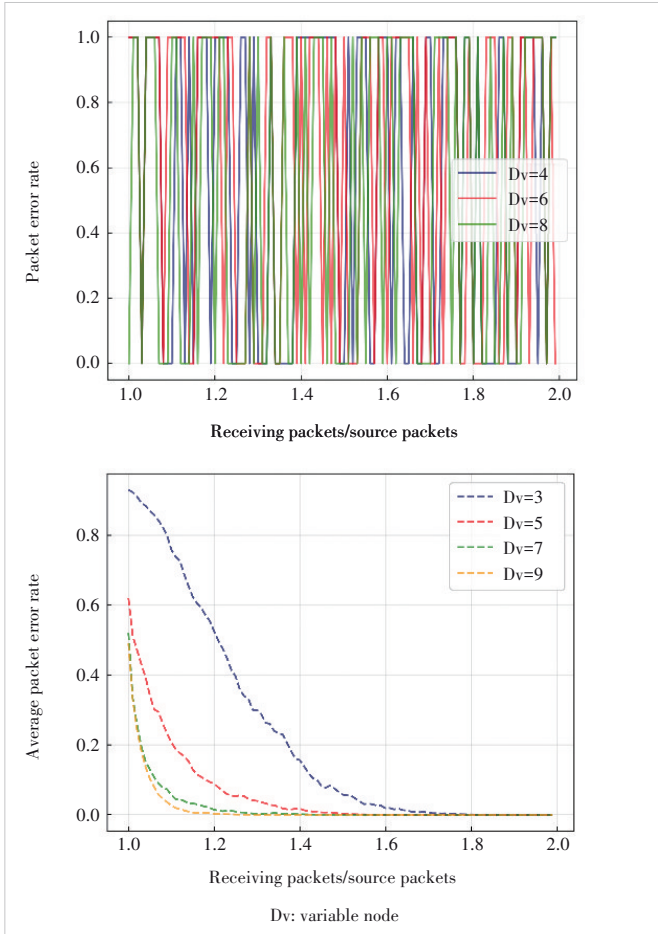 Packet error rate
1.0
0.8
0.6
0.4
0.2
0.0
Dv=4
Dv=6
Dv=8
1.0 1.2 1.4 1.6 1.8 2.0
Receiving packets/source packets
Average packet error rate
0.8
0.6
0.4
0.2
0.0
Dv=3
Dv=5
Dv=7
Dv=9
1.0 1.2 1.4 1.6 1.8 2.0
Receiving packets/source packets
Dv: variable node